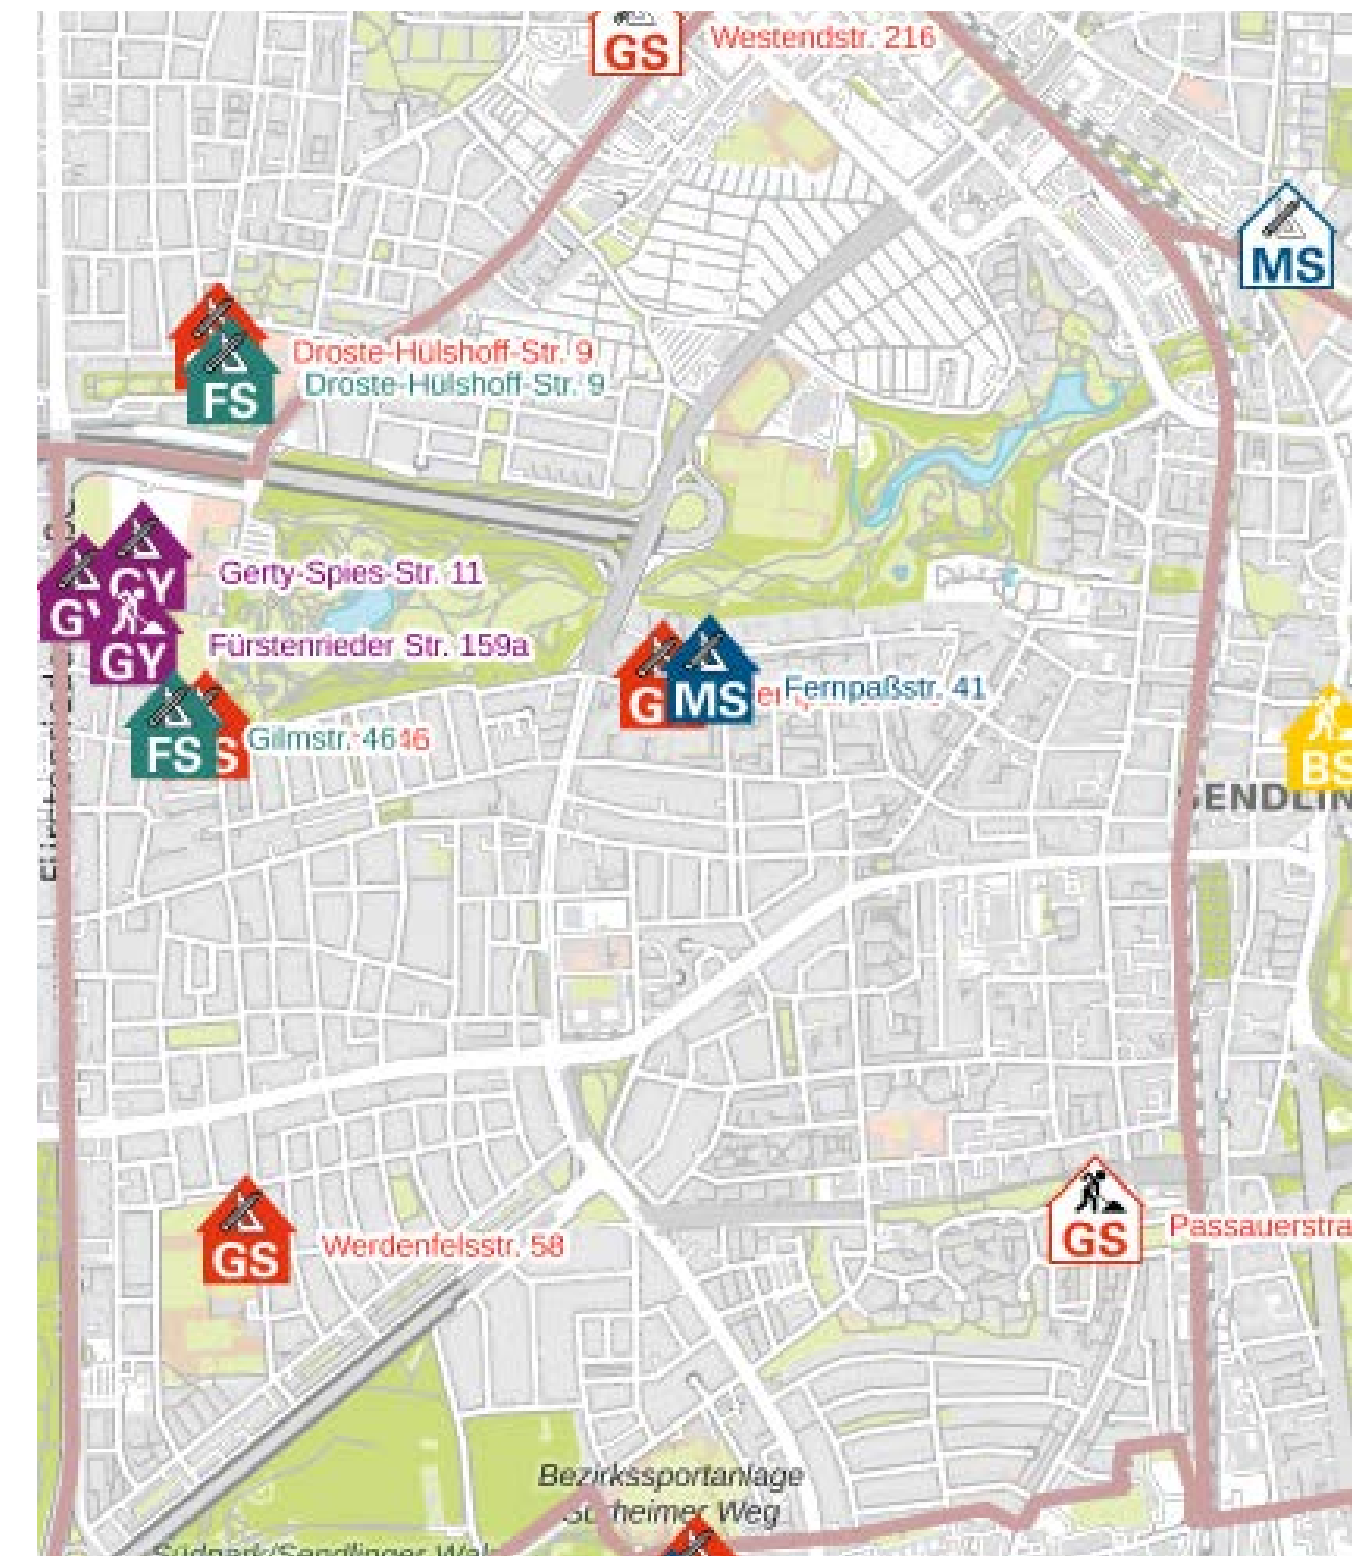 GS
Westendstr. 216
MS
Droste-Hülshoff-Str. 9
Droste-Hülshoff-Str. 9
FS
GY
Gerty-Spies-Str. 11
GY
Fürstenrieder Str. 159a
MS
Fernpaßstr. 41
FS
Gilmstr. 46
BS
GS
Werdenfelsstr. 58
GS
Bezirkssportanlage
Weg